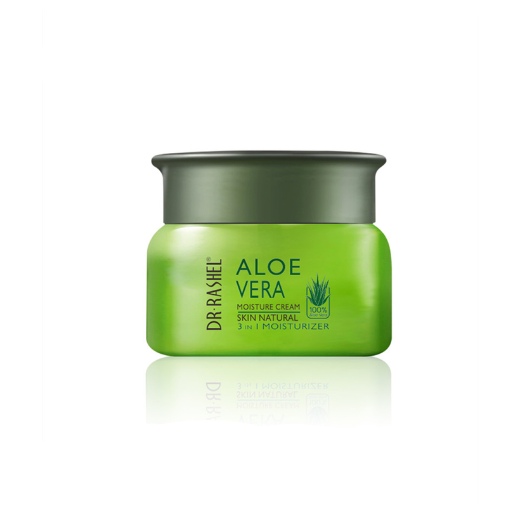 DR·RASHEL®
ALOE
VERA
MOISTURE CREAM
SKIN NATURAL
3 IN 1 MOISTURIZER
100%